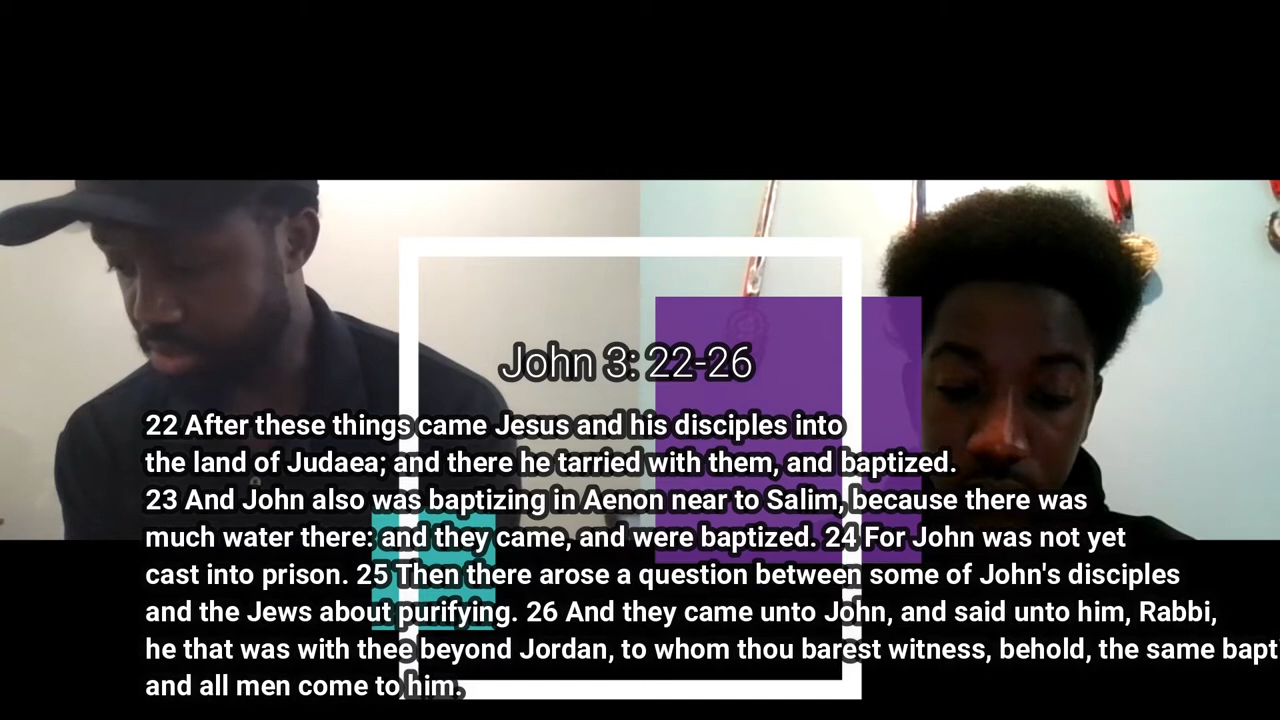 John 3: 22-26
22 After these things came Jesus and his disciples into
the land of Judaea; and there he tarried with them, and baptized.
23 And John also was baptizing in Aenon near to Salim, because there was
much water there: and they came, and were baptized. 24 For John was not yet
cast into prison. 25 Then there arose a question between some of John's disciples
and the Jews about purifying. 26 And they came unto John, and said unto him, Rabbi,
he that was with thee beyond Jordan, to whom thou barest witness, behold, the same bapt
and all men come to him.